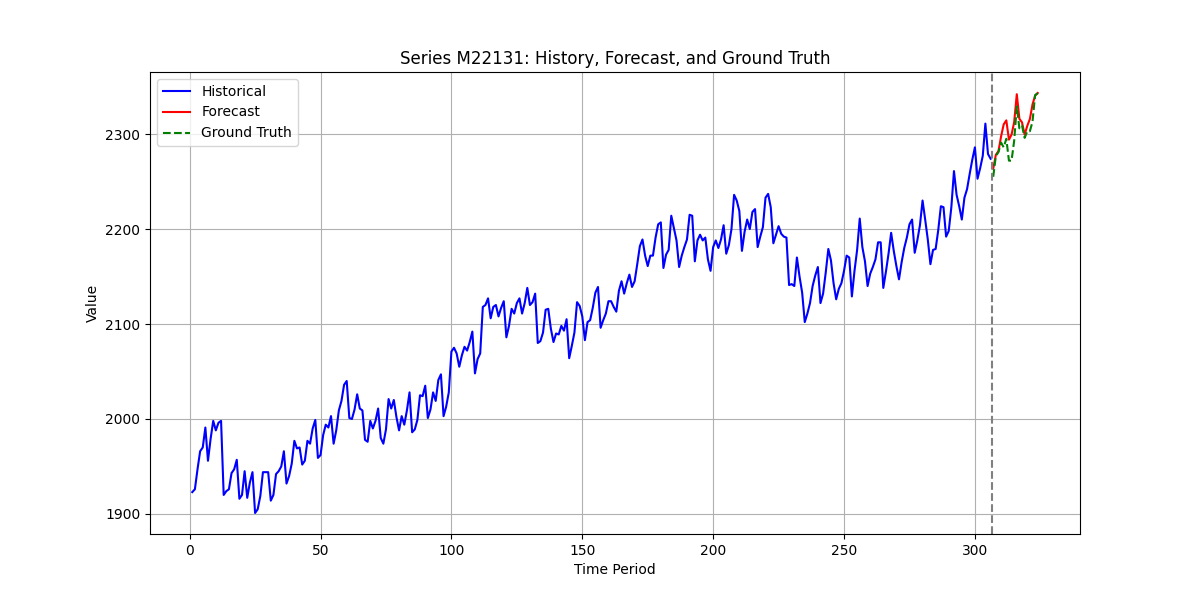 Series M22131: History, Forecast, and Ground Truth
Historical
Forecast
Ground Truth
2300
2200
2100
2000
1900
Value
0 50 100 150 200 250 300
Time Period